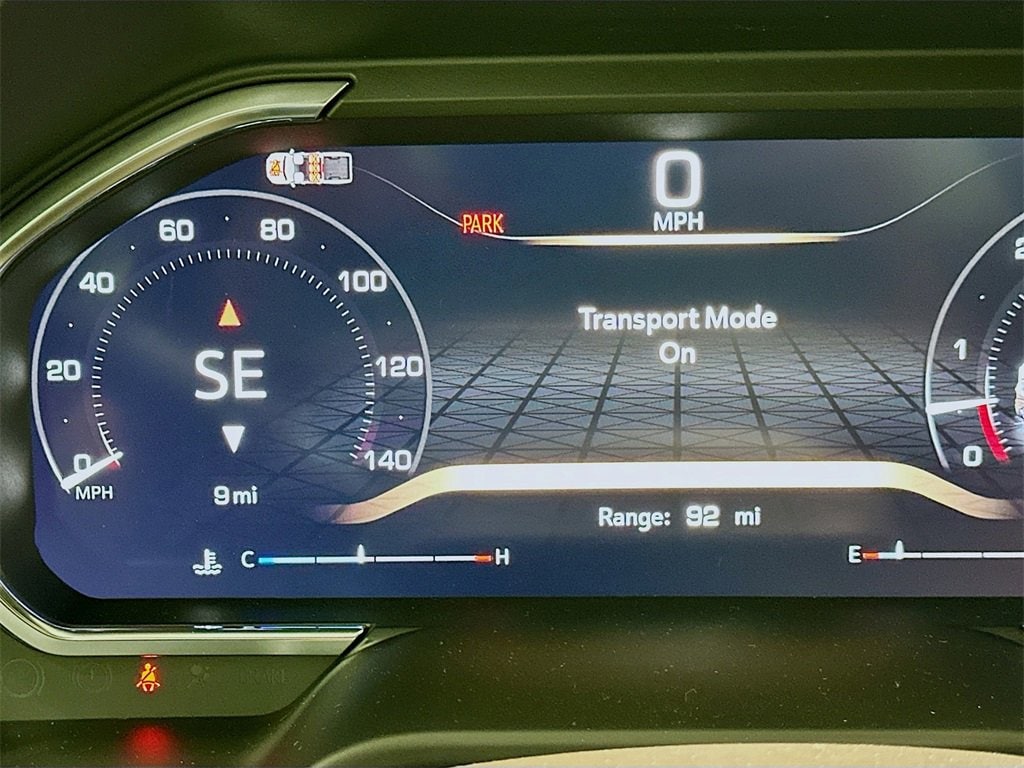 0
MPH
PARK
60 80
40 100
20 120
0 140
MPH
SE
9 mi
Transport Mode
On
Range: 92 mi
C H
E
1
0
BRAKE